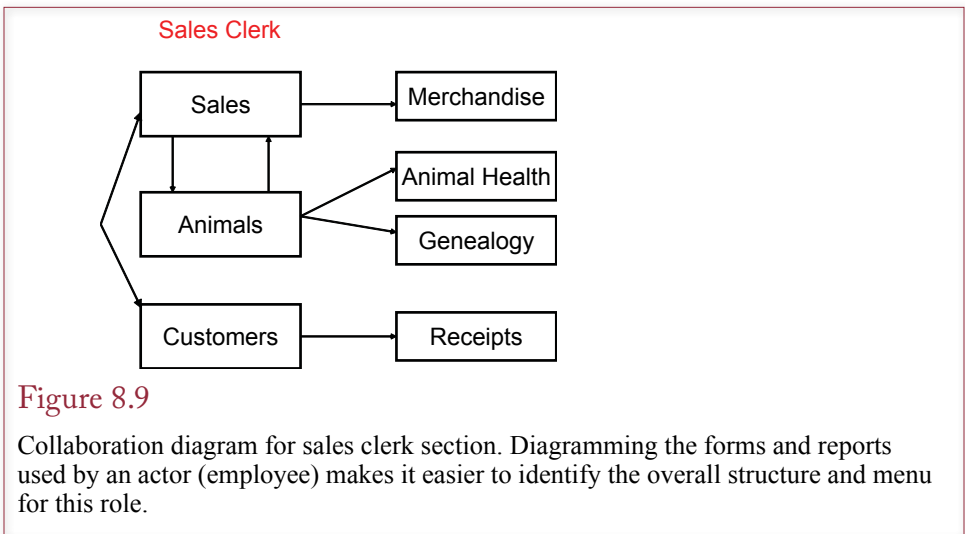 Sales Clerk
Sales
Merchandise
Animal Health
Animals
Genealogy
Customers
Receipts
Figure 8.9
Collaboration diagram for sales clerk section. Diagramming the forms and reports
used by an actor (employee) makes it easier to identify the overall structure and menu
for this role.